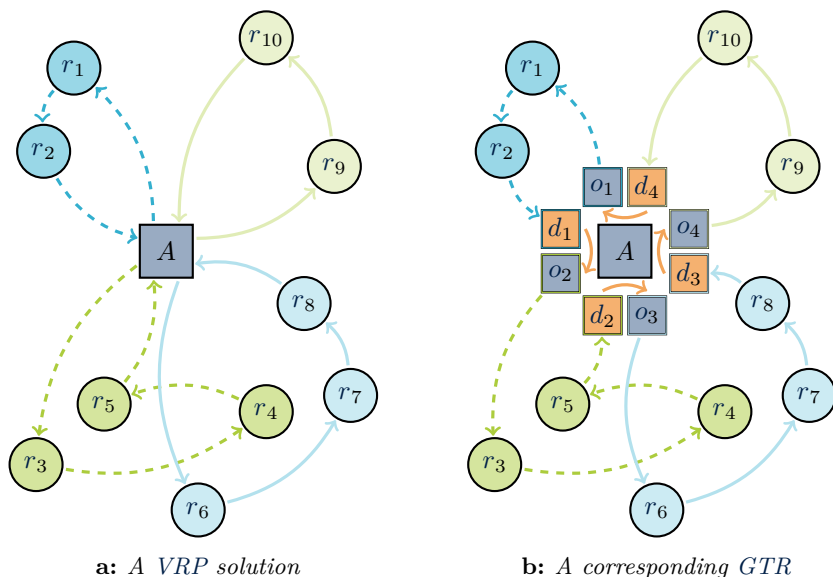 r10 r10
r1 r1
r2 r2
r9 r9
o1 d4
d1 o4
A A
o2 d3
r8 r8
d2 o3
r7 r7
r5 r5
r4 r4
r3 r3
r6 r6
a: A VRP solution
b: A corresponding GTR